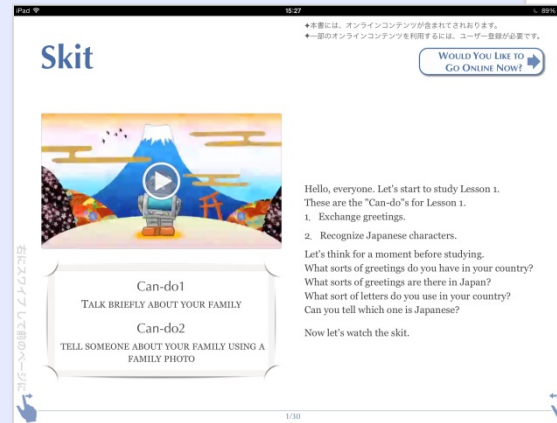 iPad
15:27
89%
✦本書には、オンラインコンテンツが含まれてされおります。
✦一部のオンラインコンテンツを利用するには、ユーザー登録が必要です。
Skit
WOULD YOU LIKE TO
GO ONLINE NOW?
Hello, everyone. Let's start to study Lesson 1.
These are the "Can-do"s for Lesson 1.
1. Exchange greetings.
2. Recognize Japanese characters.
Let's think for a moment before studying.
What sorts of greetings do you have in your country?
What sorts of greetings are there in Japan?
What sort of letters do you use in your country?
Can you tell which one is Japanese?
Now let's watch the skit.
Can-do1
TALK BRIEFLY ABOUT YOUR FAMILY
Can-do2
TELL SOMEONE ABOUT YOUR FAMILY USING A
FAMILY PHOTO
右にスワイプして前のページに
1/30